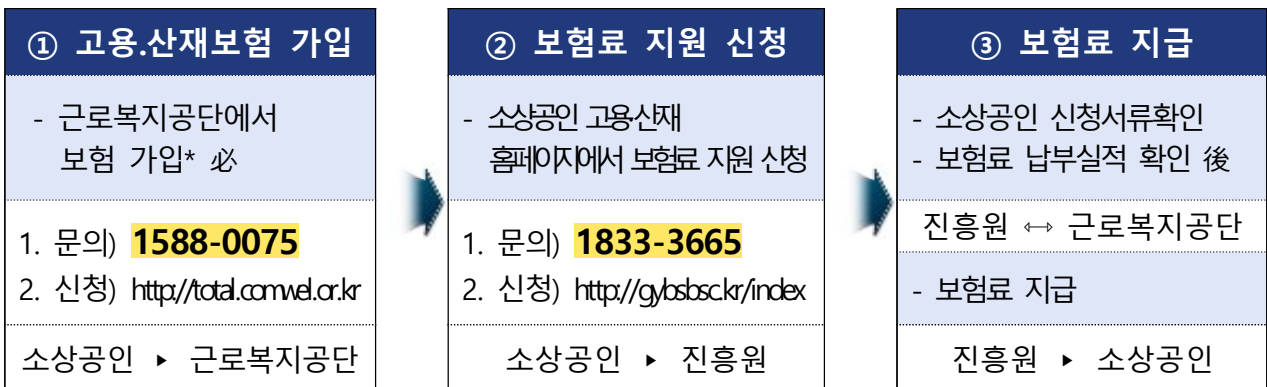 ① 고용.산재보험 가입
- 근로복지공단에서
보험 가입* 必
1. 문의) 1588-0075
2. 신청) http://total.comwel.or.kr
소상공인 ▸ 근로복지공단
② 보험료 지원 신청
- 소상공인 고용·산재
홈페이지에서 보험료 지원 신청
1. 문의) 1833-3665
2. 신청) http://gybsbsc.kr/index
소상공인 ▸ 진흥원
③ 보험료 지급
- 소상공인 신청서류확인
- 보험료 납부실적 확인 後
진흥원 ↔ 근로복지공단
- 보험료 지급
진흥원 ▸ 소상공인